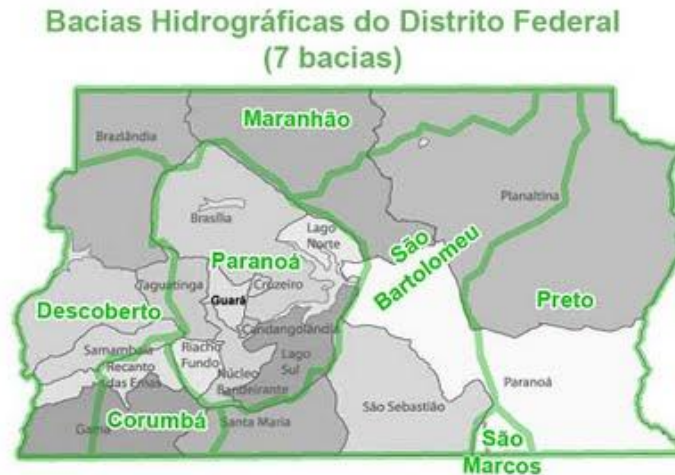 Bacias Hidrográficas do Distrito Federal
(7 bacias)
Maranhão
Brazlândia
Planaltina
Brasília
Lago
Norte
São
Bartolomeu
Paranoá
Taguatinga
Cruzeiro
Guará
Descoberto
Preto
Candangolândia
Samambaia
Riacho
Fundo
Lago
Sul
Recanto
das Emas
Núcleo
Bandeirante
Paranoá
São Sebastião
Corumbá
Gama
Santa Maria
São
Marcos